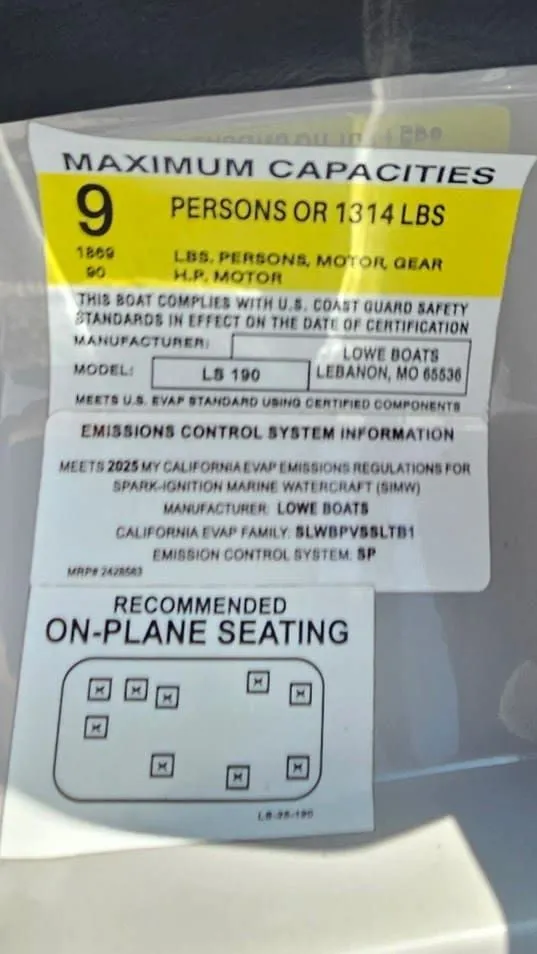 MAXIMUM CAPACITIES
9 PERSONS OR 1314 LBS
1869 LBS. PERSONS, MOTOR, GEAR
90 H.P. MOTOR
THIS BOAT COMPLIES WITH U.S. COAST GUARD SAFETY
STANDARDS IN EFFECT ON THE DATE OF CERTIFICATION
MANUFACTURER: LOWE BOATS
MODEL: LS 190 LEBANON, MO 65536
MEETS U.S. EVAP STANDARD USING CERTIFIED COMPONENTS
EMISSIONS CONTROL SYSTEM INFORMATION
MEETS 2025 MY CALIFORNIA EVAP EMISSIONS REGULATIONS FOR
SPARK-IGNITION MARINE WATERCRAFT (SIMW)
MANUFACTURER: LOWE BOATS
CALIFORNIA EVAP FAMILY: SLWBPVSSLTB1
EMISSION CONTROL SYSTEM: SP
MRP# 2428583
RECOMMENDED
ON-PLANE SEATING